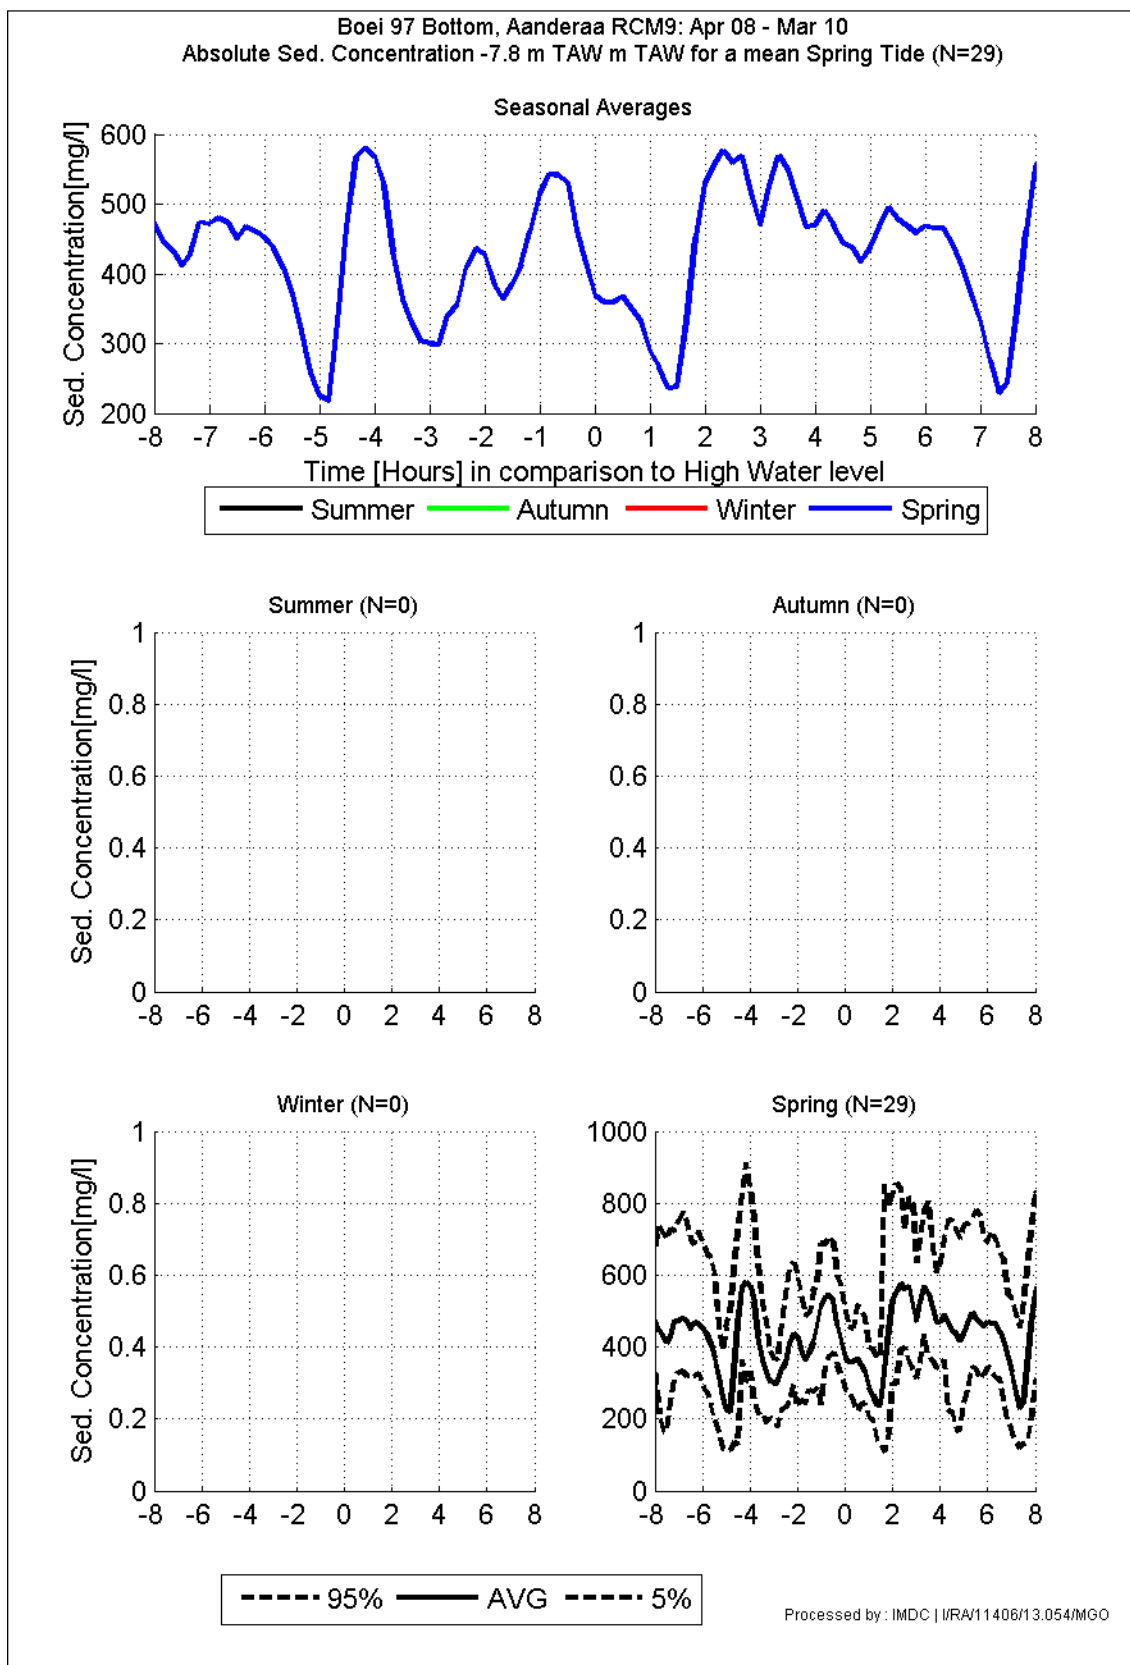 Boei 97 Bottom, Aanderaa RCM9: Apr 08 - Mar 10
Absolute Sed. Concentration -7.8 m TAW m TAW for a mean Spring Tide (N=29)
Seasonal Averages
Sed. Concentration[mg/l]
600
500
400
300
200
-8 -7 -6 -5 -4 -3 -2 -1 0 1 2 3 4 5 6 7 8
Time [Hours] in comparison to High Water level
Summer Autumn Winter Spring
Summer (N=0)
Sed. Concentration[mg/l]
1
0.8
0.6
0.4
0.2
0
-8 -6 -4 -2 0 2 4 6 8
Autumn (N=0)
1
0.8
0.6
0.4
0.2
0
-8 -6 -4 -2 0 2 4 6 8
Winter (N=0)
Sed. Concentration[mg/l]
1
0.8
0.6
0.4
0.2
0
-8 -6 -4 -2 0 2 4 6 8
Spring (N=29)
1000
800
600
400
200
0
-8 -6 -4 -2 0 2 4 6 8
95% AVG 5%
Processed by : IMDC | I/RA/11406/13.054/MGO